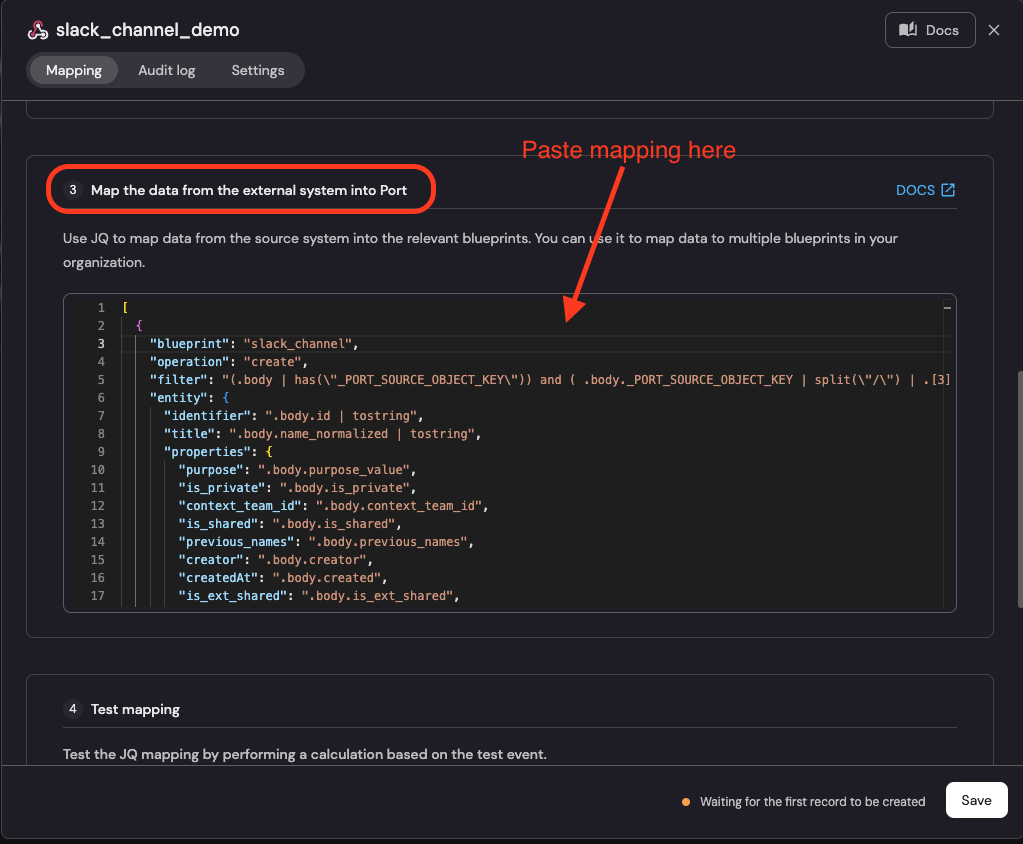 slack_channel_demo
Docs
Mapping
Audit log
Settings
Paste mapping here
3 Map the data from the external system into Port
DOCS
Use JQ to map data from the source system into the relevant blueprints. You can use it to map data to multiple blueprints in your
organization.
1 [
2 {
3 "blueprint": "slack_channel",
4 "operation": "create",
5 "filter": "(.body | has(\"_PORT_SOURCE_OBJECT_KEY\")) and ( .body._PORT_SOURCE_OBJECT_KEY | split(\"/\") | .[3]
6 "entity": {
7 "identifier": ".body.id | tostring",
8 "title": ".body.name_normalized | tostring",
9 "properties": {
10 "purpose": ".body.purpose_value",
11 "is_private": ".body.is_private",
12 "context_team_id": ".body.context_team_id",
13 "is_shared": ".body.is_shared",
14 "previous_names": ".body.previous_names",
15 "creator": ".body.creator",
16 "createdAt": ".body.created",
17 "is_ext_shared": ".body.is_ext_shared",
4 Test mapping
Test the JQ mapping by performing a calculation based on the test event.
Waiting for the first record to be created
Save